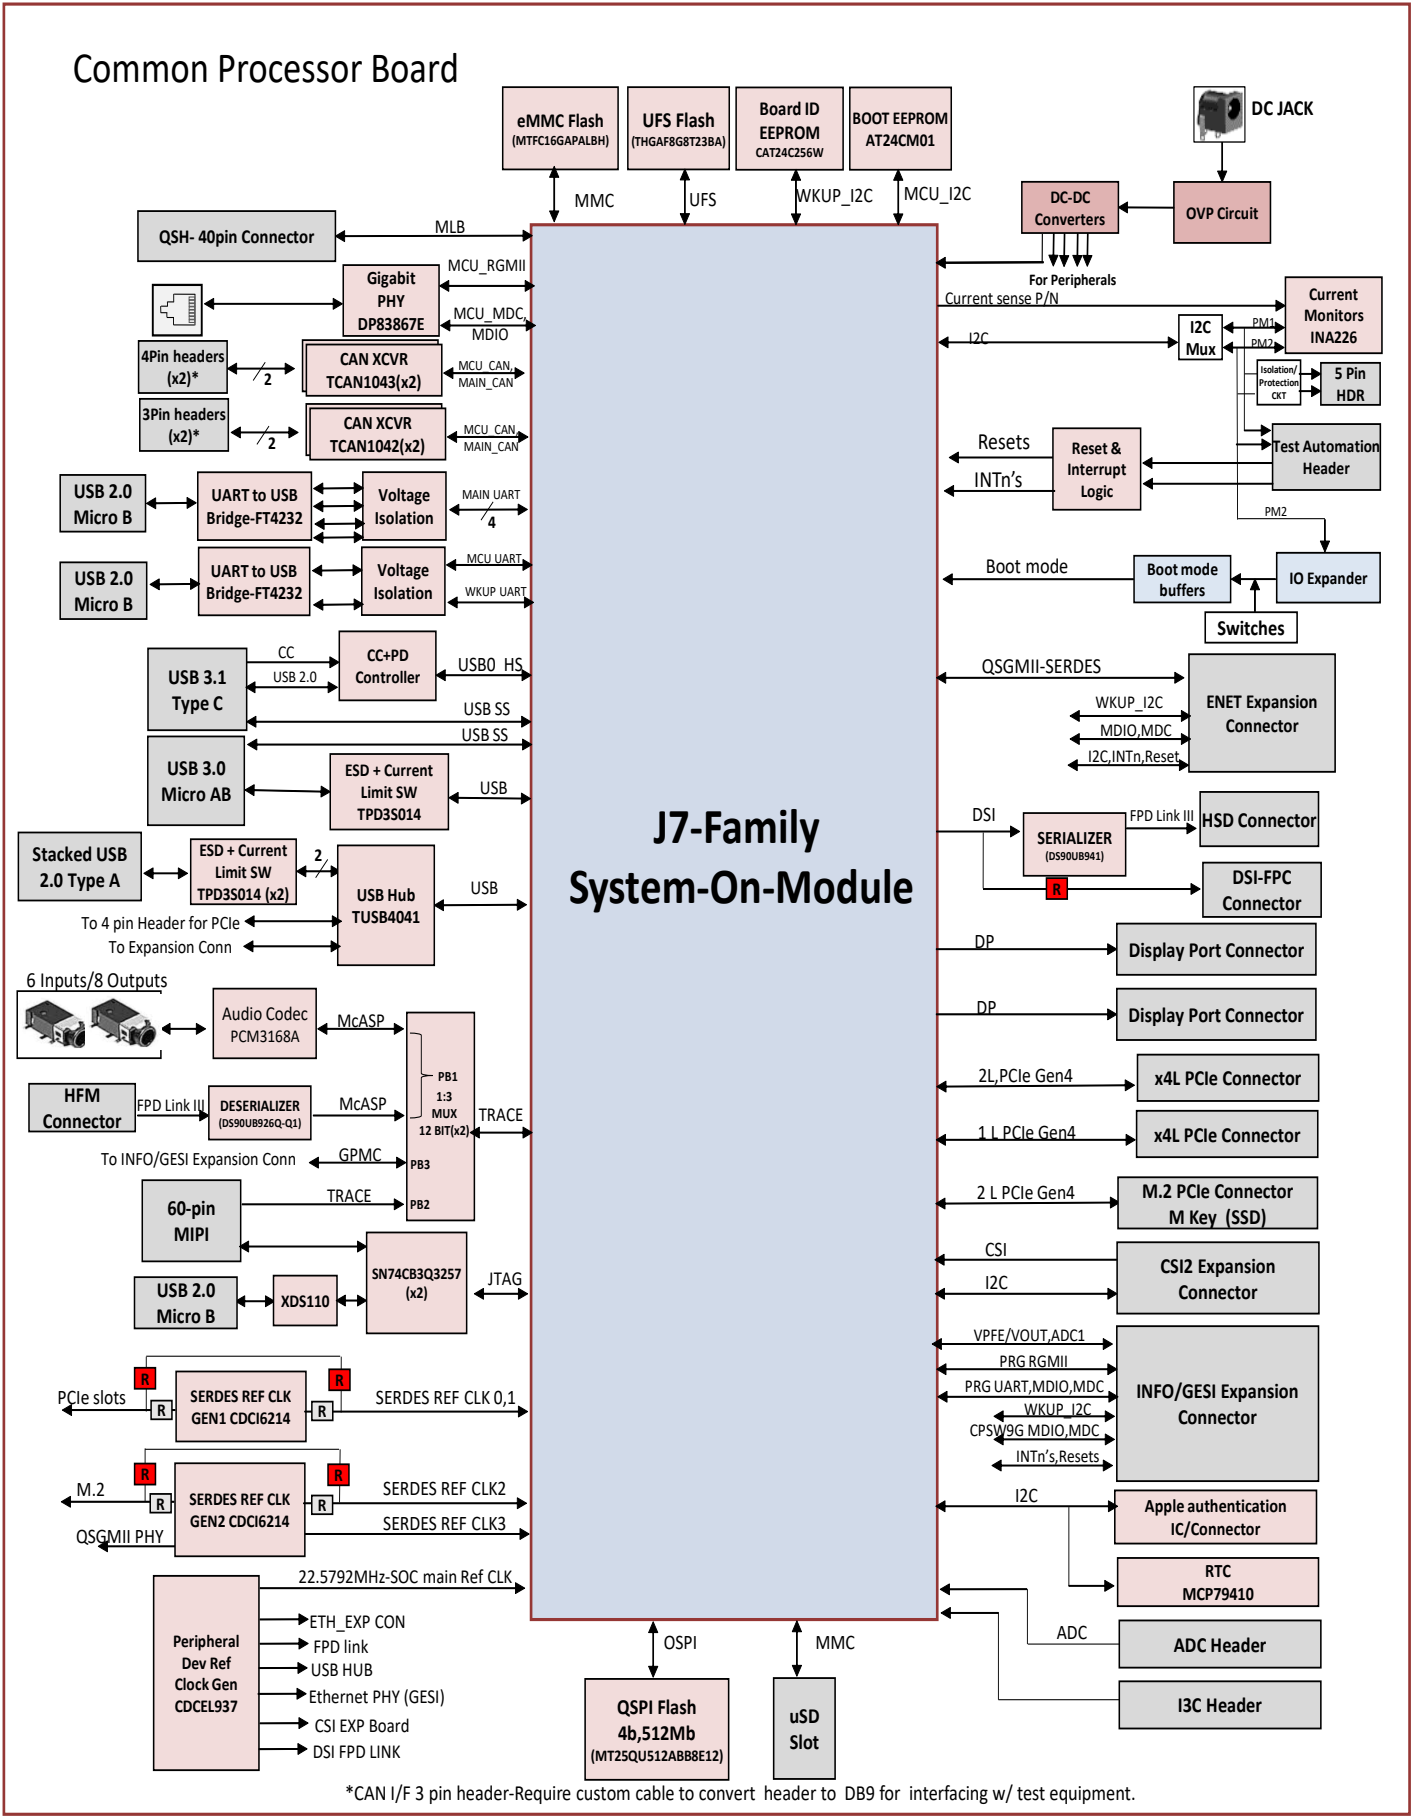 Common Processor Board
eMMC Flash
(MTFC16GAPALBH)
UFS Flash
(THGAF8G8T23BA)
Board ID
EEPROM
CAT24C256W
BOOT EEPROM
AT24CM01
DC JACK
MMC
UFS
WKUP_I2C
MCU_I2C
DC-DC
Converters
OVP Circuit
For Peripherals
QSH- 40pin Connector
MLB
Gigabit
PHY
DP83867E
MCU_RGMII
MCU_MDC,
MDIO
4Pin headers
(x2)*
2
CAN XCVR
TCAN1043(x2)
MCU_CAN,
MAIN_CAN
3Pin headers
(x2)*
2
CAN XCVR
TCAN1042(x2)
MCU_CAN,
MAIN_CAN
USB 2.0
Micro B
UART to USB
Bridge-FT4232
Voltage
Isolation
MAIN UART
4
USB 2.0
Micro B
UART to USB
Bridge-FT4232
Voltage
Isolation
MCU UART
WKUP UART
USB 3.1
Type C
CC
USB 2.0
CC+PD
Controller
USB0 HS
USB SS
USB SS
USB 3.0
Micro AB
ESD + Current
Limit SW
TPD3S014
USB
Stacked USB
2.0 Type A
ESD + Current
Limit SW
TPD3S014 (x2)
2
USB Hub
TUSB4041
USB
To 4 pin Header for PCIe
To Expansion Conn
6 Inputs/8 Outputs
Audio Codec
PCM3168A
McASP
HFM
Connector
FPD Link III
DESERIALIZER
(DS90UB926Q-Q1)
McASP
PB1
1:3
MUX
12 BIT(x2)
PB3
PB2
TRACE
To INFO/GESI Expansion Conn
GPMC
60-pin
MIPI
TRACE
SN74CB3Q3257
(x2)
JTAG
USB 2.0
Micro B
XDS110
R
R
PCIe slots
R
SERDES REF CLK
GEN1 CDCI6214
R
SERDES REF CLK 0,1
R
R
M.2
R
SERDES REF CLK
GEN2 CDCI6214
R
SERDES REF CLK2
SERDES REF CLK3
QSGMII PHY
Peripheral
Dev Ref
Clock Gen
CDCEL937
22.5792MHz-SOC main Ref CLK
ETH_EXP CON
FPD link
USB HUB
Ethernet PHY (GESI)
CSI EXP Board
DSI FPD LINK
J7-Family
System-On-Module
Current sense P/N
I2C
I2C
Mux
PM1
PM2
Current
Monitors
INA226
Isolation/
Protection
CKT
5 Pin
HDR
Resets
INTn's
Reset &
Interrupt
Logic
Test Automation
Header
PM2
Boot mode
Boot mode
buffers
IO Expander
Switches
QSGMII-SERDES
WKUP_I2C
MDIO,MDC
I2C,INTn,Reset
ENET Expansion
Connector
DSI
SERIALIZER
(DS90UB941)
FPD Link III
HSD Connector
R
DSI-FPC
Connector
DP
Display Port Connector
DP
Display Port Connector
2L,PCIe Gen4
x4L PCIe Connector
1 L PCIe Gen4
x4L PCIe Connector
2 L PCIe Gen4
M.2 PCIe Connector
M Key (SSD)
CSI
I2C
CSI2 Expansion
Connector
VPFE/VOUT,ADC1
PRG RGMII
PRG UART,MDIO,MDC
WKUP_I2C
CPSW9G MDIO,MDC
INTn's,Resets
INFO/GESI Expansion
Connector
I2C
Apple authentication
IC/Connector
RTC
MCP79410
ADC
ADC Header
I3C Header
OSPI
MMC
QSPI Flash
4b,512Mb
(MT25QU512ABB8E12)
uSD
Slot
*CAN I/F 3 pin header-Require custom cable to convert header to DB9 for interfacing w/ test equipment.